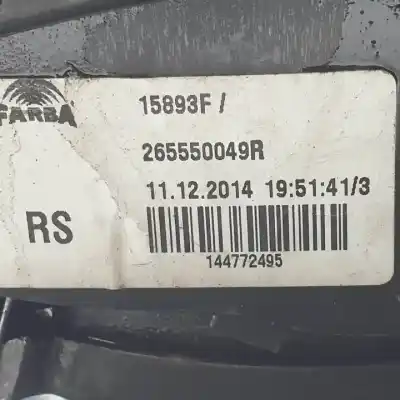 FARBA
15893F /
265550049R
11.12.2014 19:51:41/3
RS
144772495